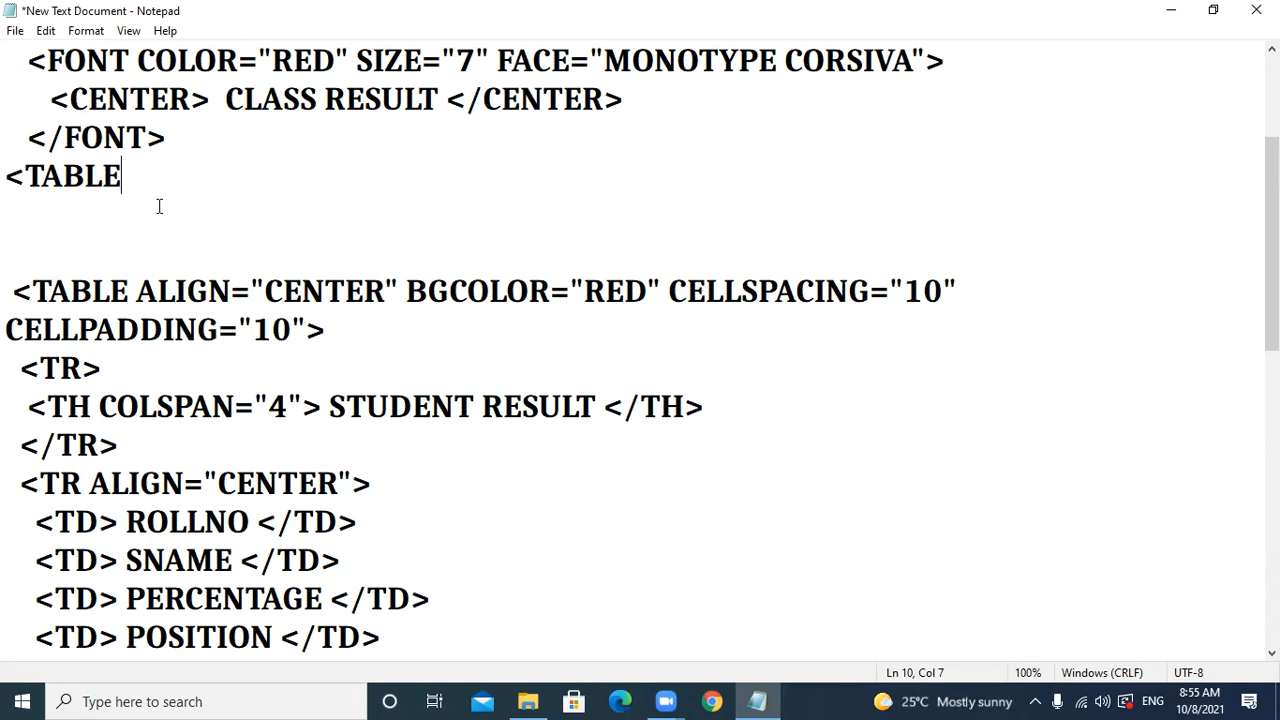 *New Text Document - Notepad
File Edit Format View Help
<FONT COLOR="RED" SIZE="7" FACE="MONOTYPE CORSIVA">
<CENTER> CLASS RESULT </CENTER>
</FONT>
<TABLE
<TABLE ALIGN="CENTER" BGCOLOR="RED" CELLSPACING="10"
CELLPADDING="10">
<TR>
<TH COLSPAN="4"> STUDENT RESULT </TH>
</TR>
<TR ALIGN="CENTER">
<TD> ROLLNO </TD>
<TD> SNAME </TD>
<TD> PERCENTAGE </TD>
<TD> POSITION </TD>
Ln 10, Col 7 100% Windows (CRLF) UTF-8
Type here to search 25°C Mostly sunny ENG 8:55 AM
10/8/2021